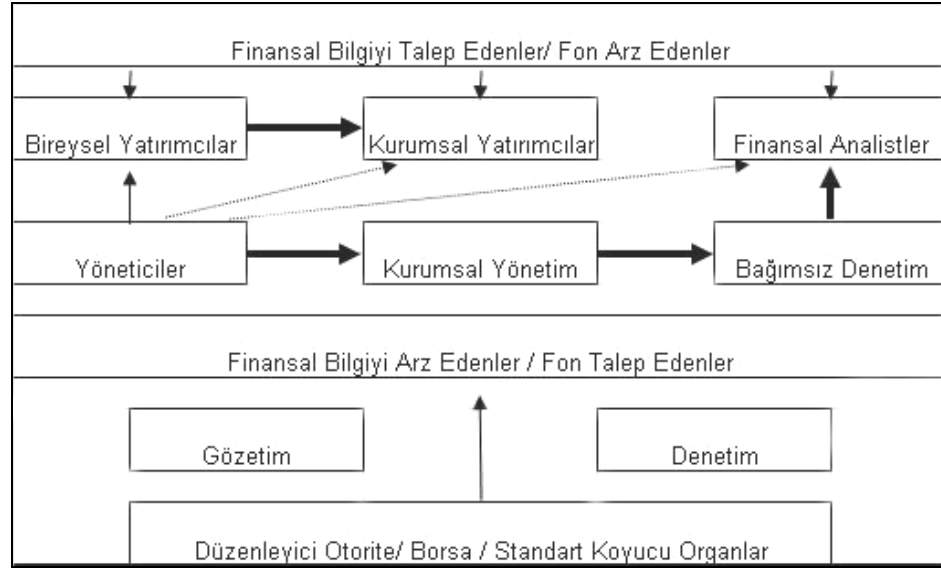 Finansal Bilgiyi Talep Edenler/ Fon Arz Edenler
Bireysel Yatırımcılar
Kurumsal Yatırımcılar
Finansal Analistler
Yöneticiler
Kurumsal Yönetim
Bağımsız Denetim
Finansal Bilgiyi Arz Edenler / Fon Talep Edenler
Gözetim
Denetim
Düzenleyici Otorite/ Borsa / Standart Koyucu Organlar